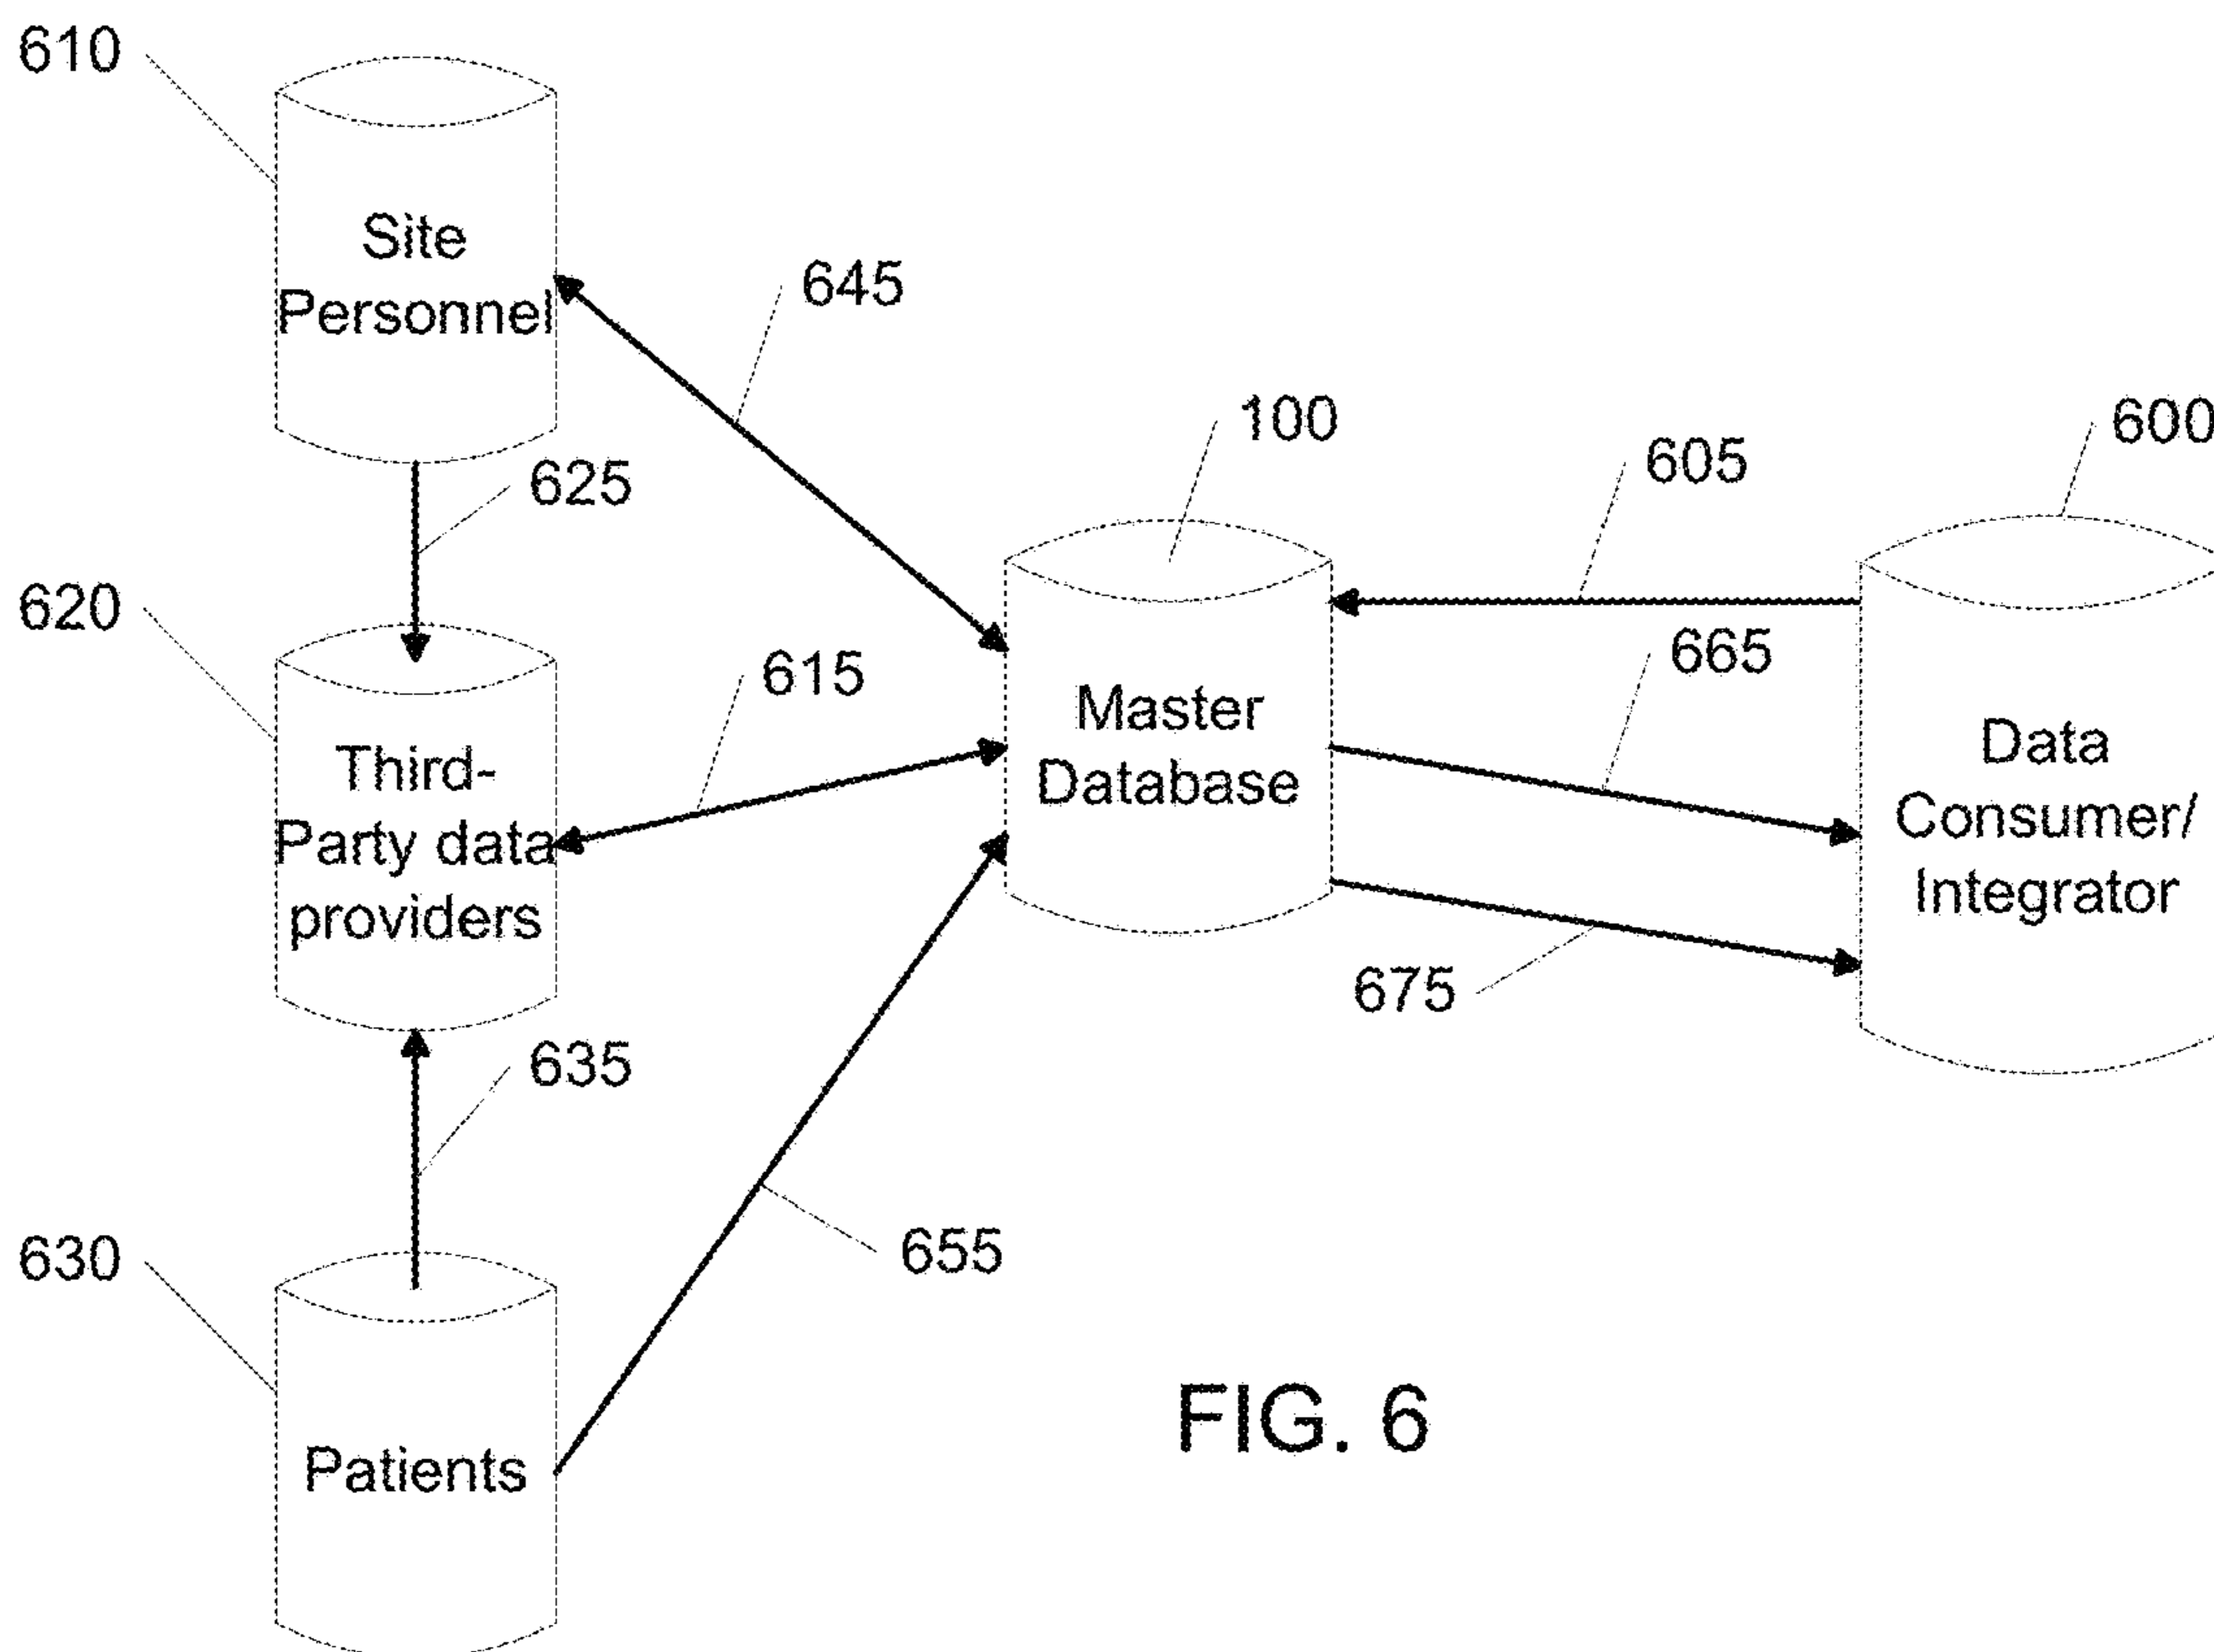 610
Site
Personnel
645
625
100
605
600
620
615
665
Third-
Party data
providers
Master
Database
Data
Consumer/
Integrator
675
635
630
655
Patients
FIG. 6